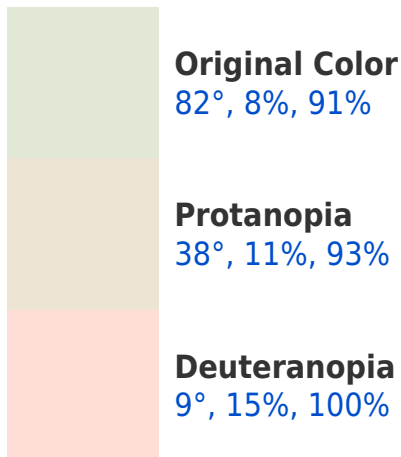 Original Color
82°, 8%, 91%
Protanopia
38°, 11%, 93%
Deuteranopia
9°, 15%, 100%